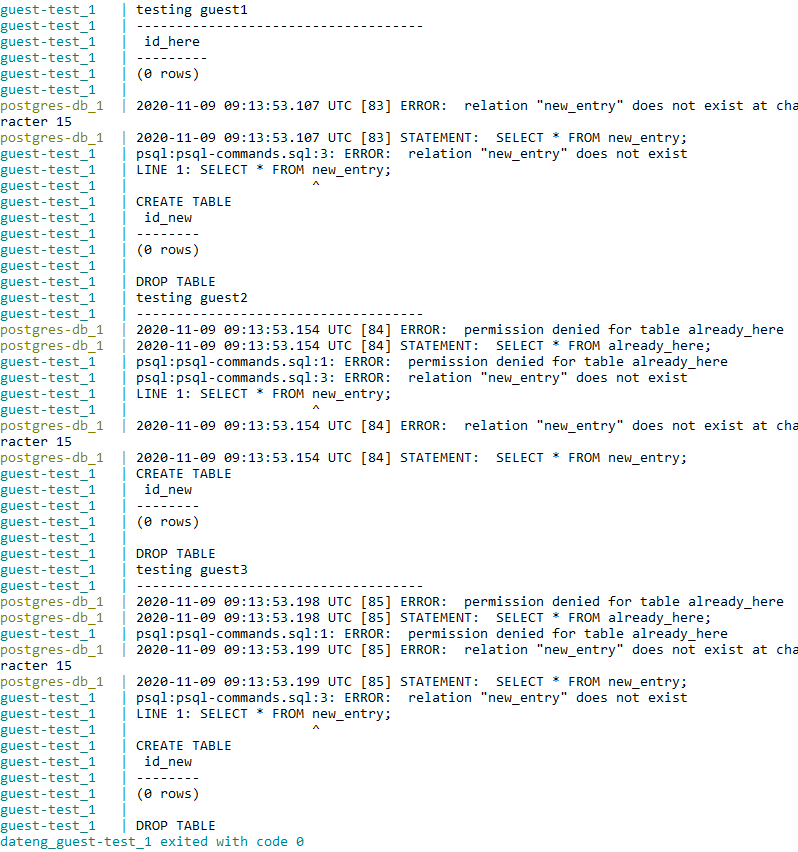 guest-test_1   | testing guest1
guest-test_1   | ------------------------------------
guest-test_1   |  id_here
guest-test_1   | ---------
guest-test_1   | (0 rows)
guest-test_1   |
postgres-db_1  | 2020-11-09 09:13:53.107 UTC [83] ERROR:  relation "new_entry" does not exist at cha
racter 15
postgres-db_1  | 2020-11-09 09:13:53.107 UTC [83] STATEMENT:  SELECT * FROM new_entry;
guest-test_1   | psql:psql-commands.sql:3: ERROR:  relation "new_entry" does not exist
guest-test_1   | LINE 1: SELECT * FROM new_entry;
guest-test_1   |                       ^
guest-test_1   | CREATE TABLE
guest-test_1   |  id_new
guest-test_1   | --------
guest-test_1   | (0 rows)
guest-test_1   |
guest-test_1   | DROP TABLE
guest-test_1   | testing guest2
guest-test_1   | ------------------------------------
postgres-db_1  | 2020-11-09 09:13:53.154 UTC [84] ERROR:  permission denied for table already_here
postgres-db_1  | 2020-11-09 09:13:53.154 UTC [84] STATEMENT:  SELECT * FROM already_here;
guest-test_1   | psql:psql-commands.sql:1: ERROR:  permission denied for table already_here
guest-test_1   | psql:psql-commands.sql:3: ERROR:  relation "new_entry" does not exist
guest-test_1   | LINE 1: SELECT * FROM new_entry;
guest-test_1   |                       ^
postgres-db_1  | 2020-11-09 09:13:53.154 UTC [84] ERROR:  relation "new_entry" does not exist at cha
racter 15
postgres-db_1  | 2020-11-09 09:13:53.154 UTC [84] STATEMENT:  SELECT * FROM new_entry;
guest-test_1   | CREATE TABLE
guest-test_1   |  id_new
guest-test_1   | --------
guest-test_1   | (0 rows)
guest-test_1   |
guest-test_1   | DROP TABLE
guest-test_1   | testing guest3
guest-test_1   | ------------------------------------
postgres-db_1  | 2020-11-09 09:13:53.198 UTC [85] ERROR:  permission denied for table already_here
postgres-db_1  | 2020-11-09 09:13:53.198 UTC [85] STATEMENT:  SELECT * FROM already_here;
guest-test_1   | psql:psql-commands.sql:1: ERROR:  permission denied for table already_here
postgres-db_1  | 2020-11-09 09:13:53.199 UTC [85] ERROR:  relation "new_entry" does not exist at cha
racter 15
postgres-db_1  | 2020-11-09 09:13:53.199 UTC [85] STATEMENT:  SELECT * FROM new_entry;
guest-test_1   | psql:psql-commands.sql:3: ERROR:  relation "new_entry" does not exist
guest-test_1   | LINE 1: SELECT * FROM new_entry;
guest-test_1   |                       ^
guest-test_1   | CREATE TABLE
guest-test_1   |  id_new
guest-test_1   | --------
guest-test_1   | (0 rows)
guest-test_1   |
guest-test_1   | DROP TABLE
dateng_guest-test_1 exited with code 0